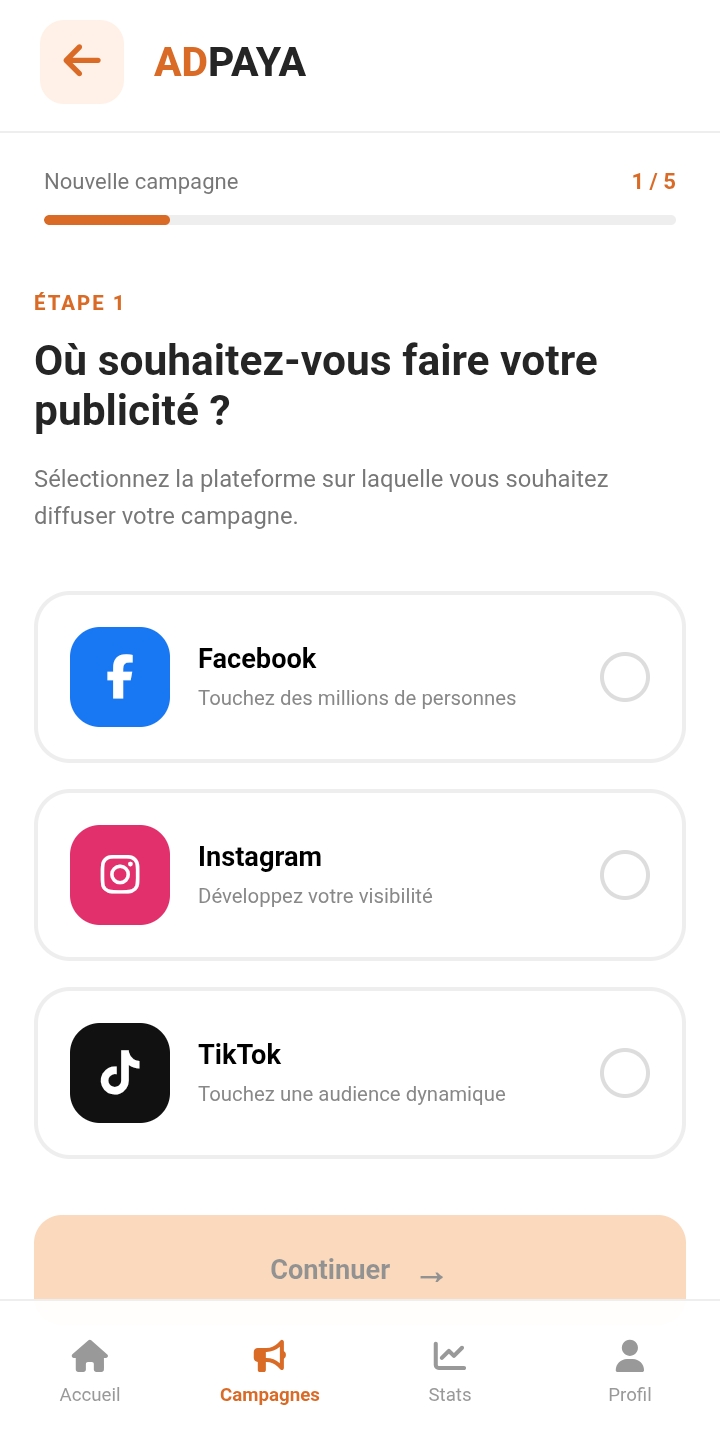 ADPAYA
Nouvelle campagne
1 / 5
ÉTAPE 1
Où souhaitez-vous faire votre
publicité ?
Sélectionnez la plateforme sur laquelle vous souhaitez
diffuser votre campagne.
Facebook
Touchez des millions de personnes
Instagram
Développez votre visibilité
TikTok
Touchez une audience dynamique
Continuer →
Accueil
Campagnes
Stats
Profil